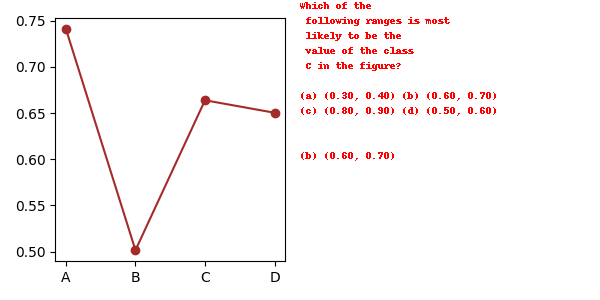 0.75
0.70
0.65
0.60
0.55
0.50
A B C D
Which of the
following ranges is most
likely to be the
value of the class
C in the figure?
(a) (0.30, 0.40) (b) (0.60, 0.70)
(c) (0.80, 0.90) (d) (0.50, 0.60)
(b) (0.60, 0.70)